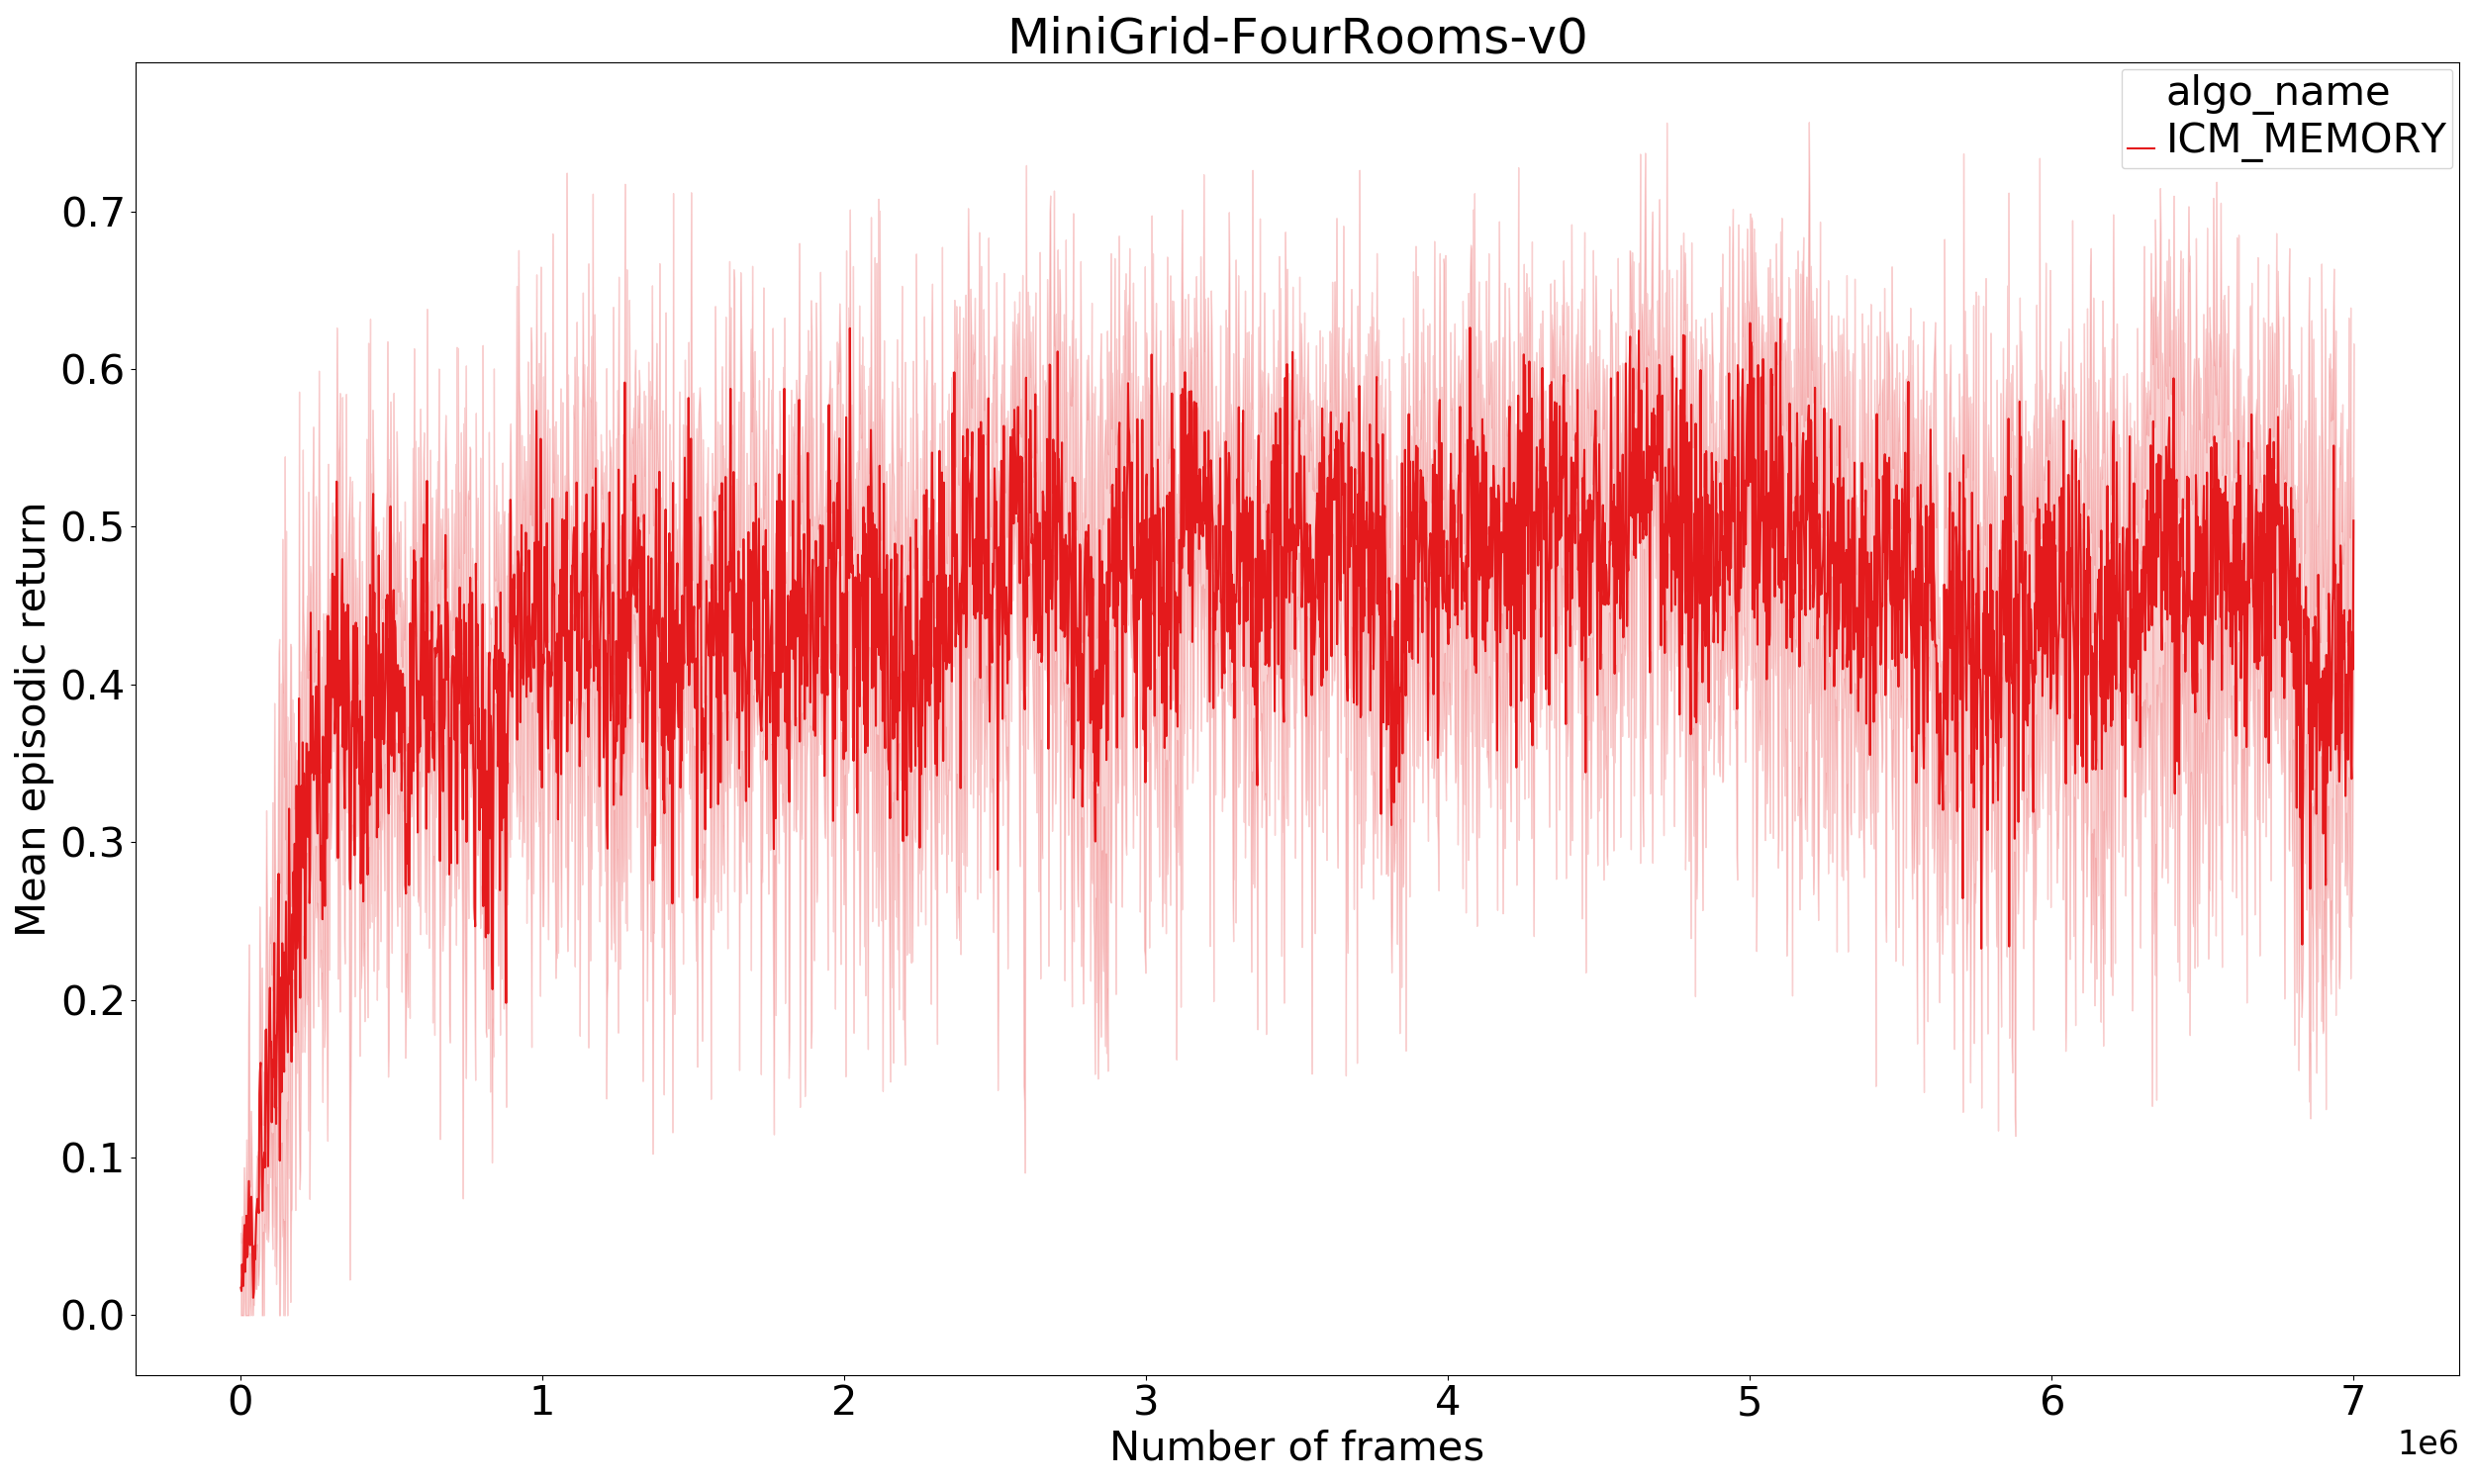 MiniGrid-FourRooms-v0
algo_name
ICM_MEMORY
Mean episodic return
0.7
0.6
0.5
0.4
0.3
0.2
0.1
0.0
0 1 2 3 4 5 6 7
Number of frames
1e6